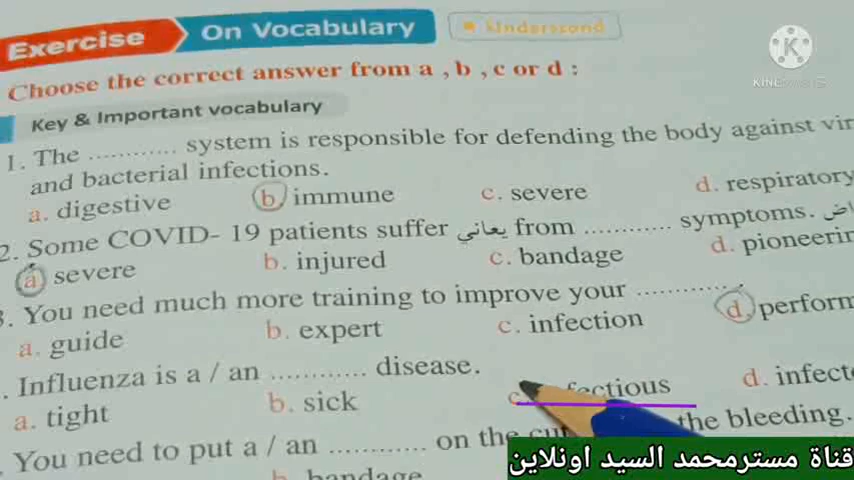 Exercise On Vocabulary Understand
Choose the correct answer from a , b , c or d :
Key & Important vocabulary
1. The ............ system is responsible for defending the body against vir
and bacterial infections.
a. digestive b. immune c. severe d. respiratory
2. Some COVID- 19 patients suffer يعاني from ............ symptoms.
a severe b. injured c. bandage d. pioneerin
3. You need much more training to improve your ............
a. guide b. expert c. infection d. perform
. Influenza is a / an ............ disease.
a. tight b. sick c. fectious d. infecte
. You need to put a / an ............ on the cut the bleeding.
b. bandage
قناة مسترمحمد السيد اونلاين
K